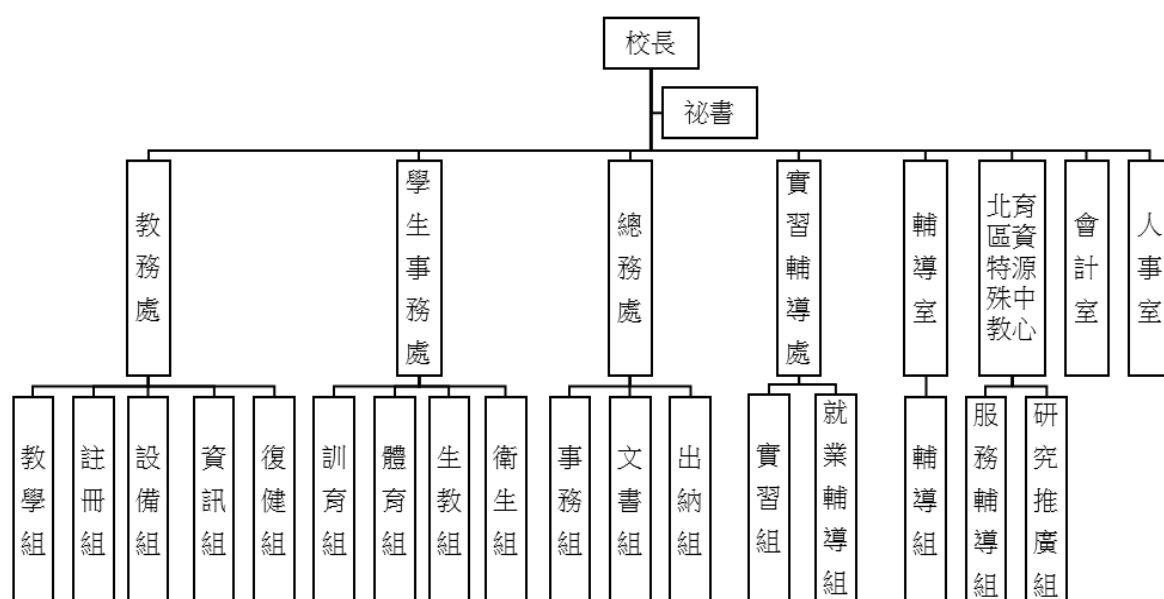 校長
祕書
教務處
學生事務處
總務處
實習輔導處
輔導室
北區特殊教
育資源中心
會計室
人事室
教學組
註冊組
設備組
資訊組
復健組
訓育組
體育組
生教組
衛生組
事務組
文書組
出納組
實習組
就業輔導組
輔導組
服務輔導組
研究推廣組